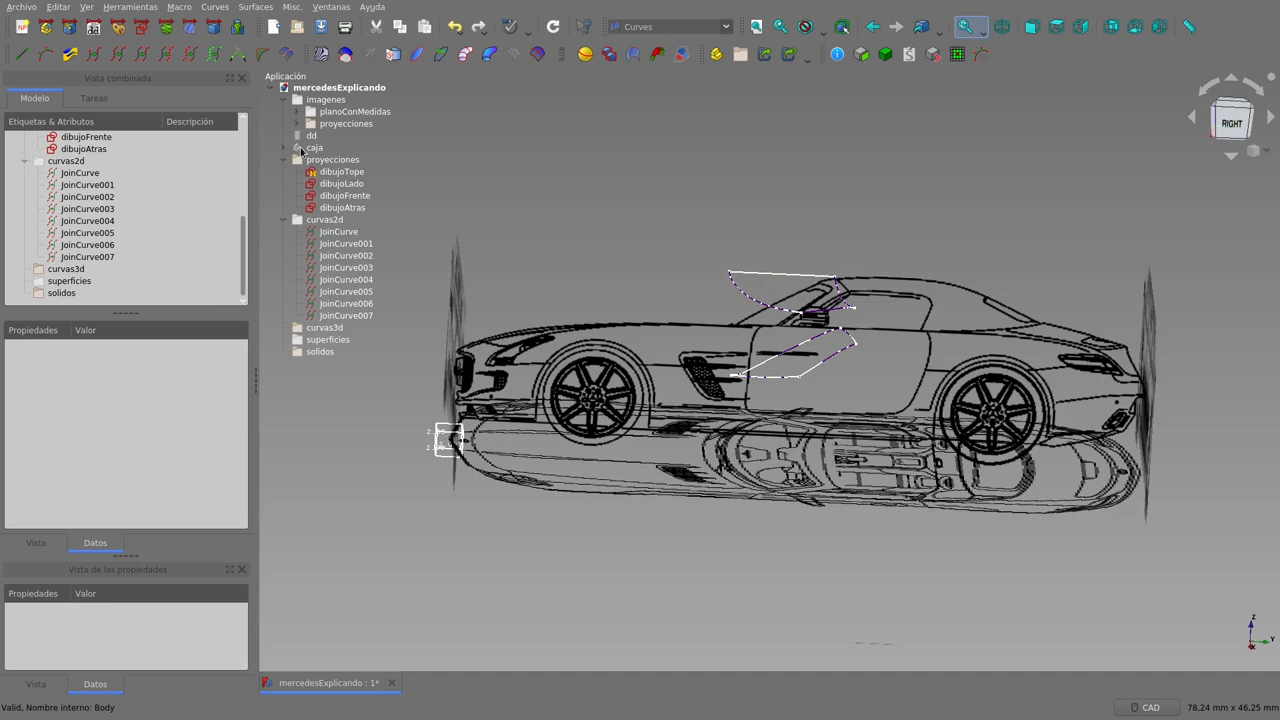 Archivo Editar Ver Herramientas Macro Curves Surfaces Misc. Ventanas Ayuda
Curves
Vista combinada
Modelo Tareas
Etiquetas & Atributos Descripción
dibujoFrente
dibujoAtras
curvas2d
JoinCurve
JoinCurve001
JoinCurve002
JoinCurve003
JoinCurve004
JoinCurve005
JoinCurve006
JoinCurve007
curvas3d
superficies
solidos
Propiedades Valor
Vista Datos
Vista de las propiedades
Propiedades Valor
Vista Datos
Aplicación
mercedesExplicando
imagenes
planoConMedidas
proyecciones
dd
caja
proyecciones
dibujoTope
dibujoLado
dibujoFrente
dibujoAtras
curvas2d
JoinCurve
JoinCurve001
JoinCurve002
JoinCurve003
JoinCurve004
JoinCurve005
JoinCurve006
JoinCurve007
curvas3d
superficies
solidos
RIGHT
Z
Y
X
mercedesExplicando : 1*
Valid, Nombre interno: Body
CAD 78,24 mm x 46,25 mm